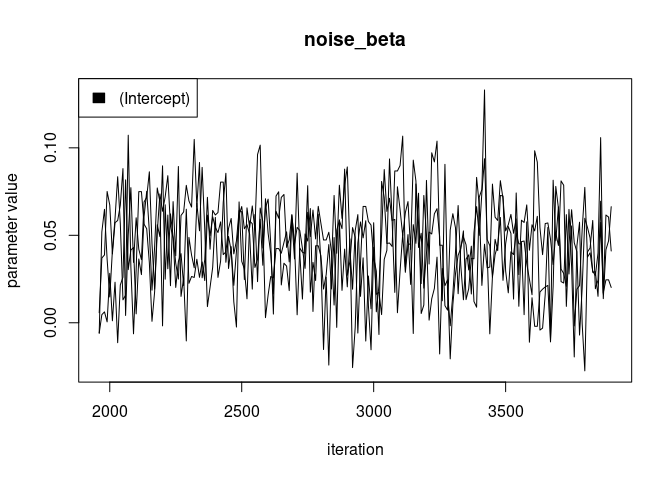 noise_beta
(Intercept)
parameter value
0.10
0.05
0.00
2000
2500
3000
3500
iteration